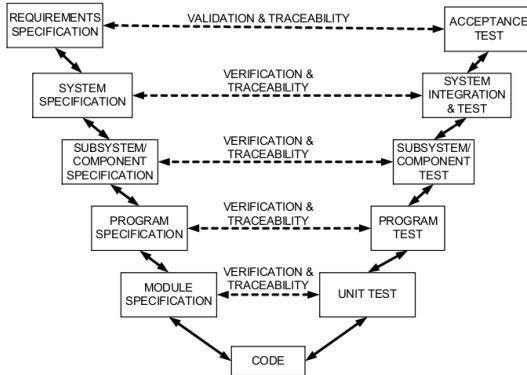 REQUIREMENTS
SPECIFICATION
VALIDATION & TRACEABILITY
ACCEPTANCE
TEST
SYSTEM
SPECIFICATION
VERIFICATION &
TRACEABILITY
SYSTEM
INTEGRATION
& TEST
SUBSYSTEM/
COMPONENT
SPECIFICATION
VERIFICATION &
TRACEABILITY
SUBSYSTEM/
COMPONENT
TEST
PROGRAM
SPECIFICATION
VERIFICATION &
TRACEABILITY
PROGRAM
TEST
MODULE
SPECIFICATION
VERIFICATION &
TRACEABILITY
UNIT TEST
CODE